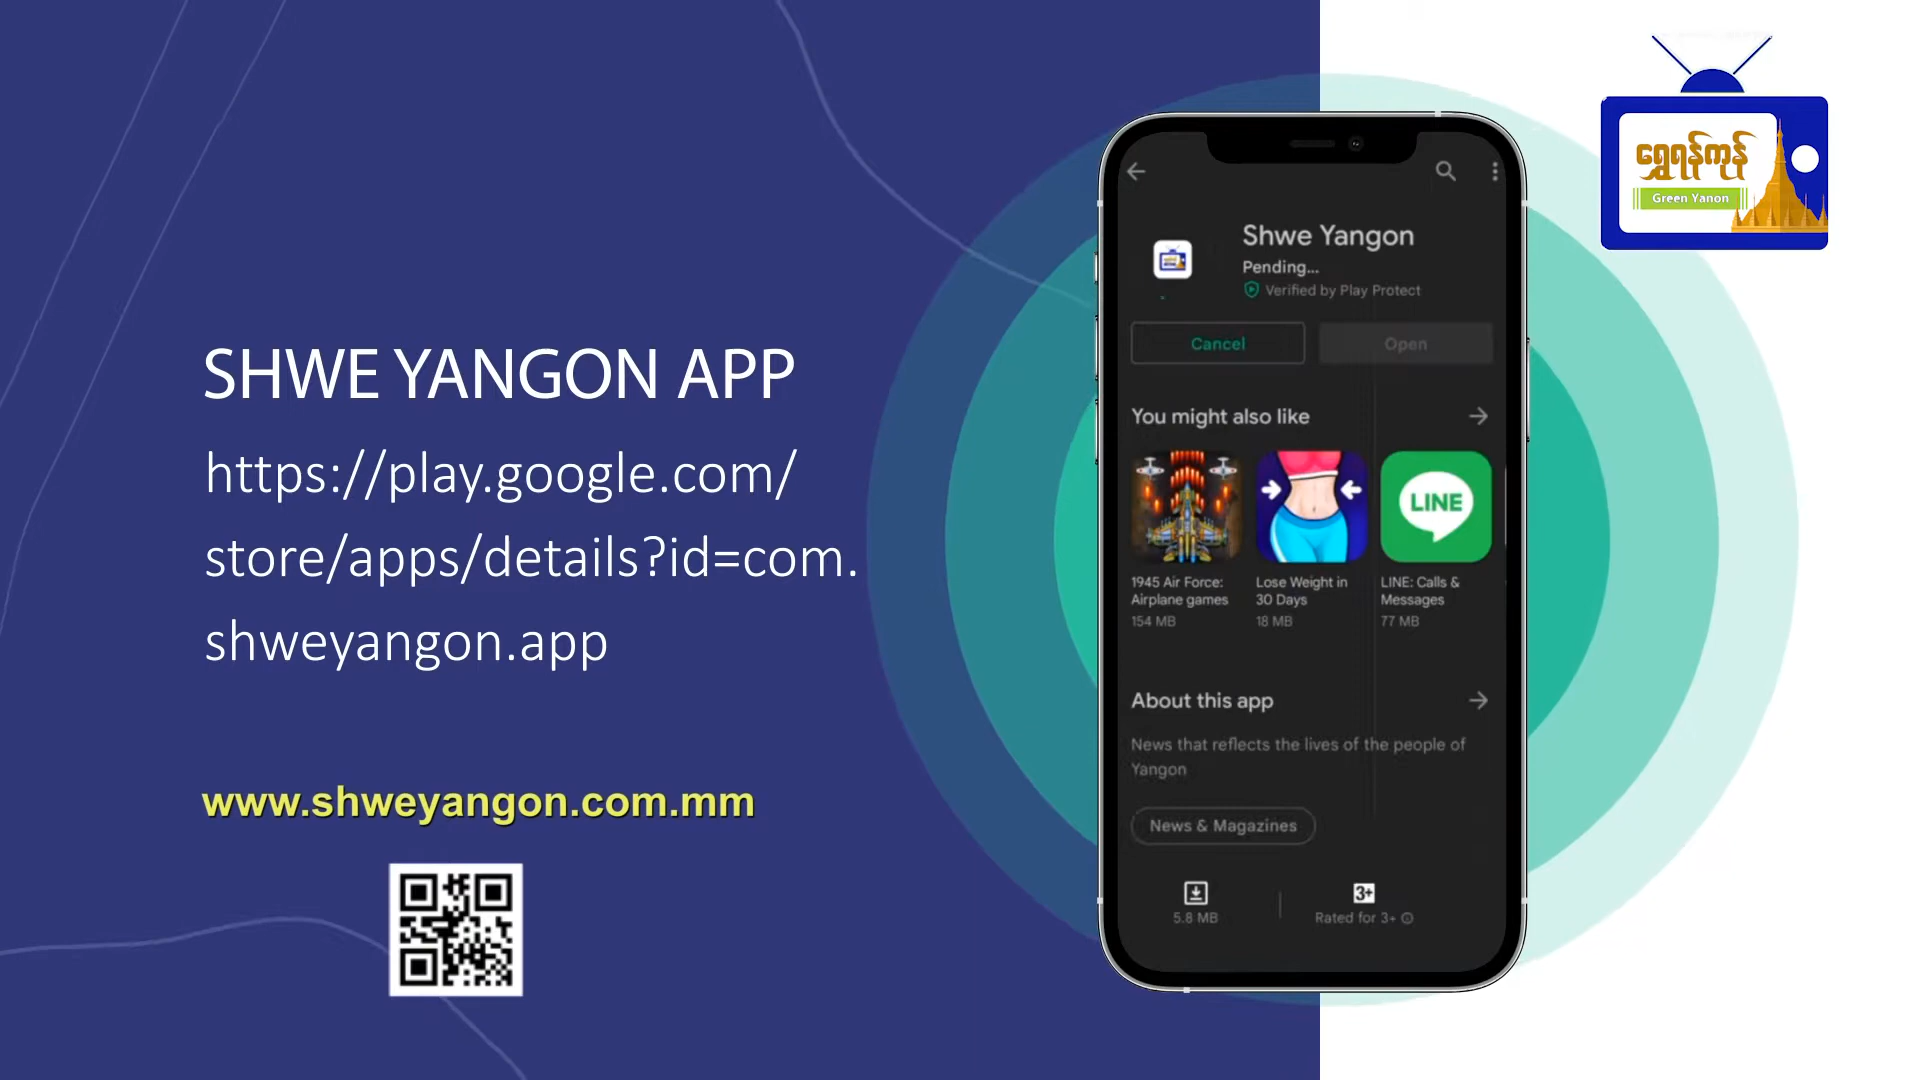 SHWE YANGON APP
https://play.google.com/
store/apps/details?id=com.
shweyangon.app
www.shweyangon.com.mm
Shwe Yangon
Pending...
Verified by Play Protect
Cancel
Open
You might also like
LINE
1945 Air Force:
Airplane games
154 MB
Lose Weight in
30 Days
18 MB
LINE: Calls &
Messages
77 MB
About this app
News that reflects the lives of the people of
Yangon
News & Magazines
5.8 MB
3+
Rated for 3+
ရွှေရန်ကုန်
Green Yanon